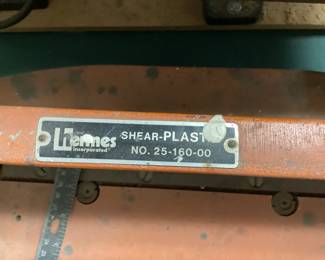 Hermes
incorporated
SHEAR-PLAST
NO. 25-160-00